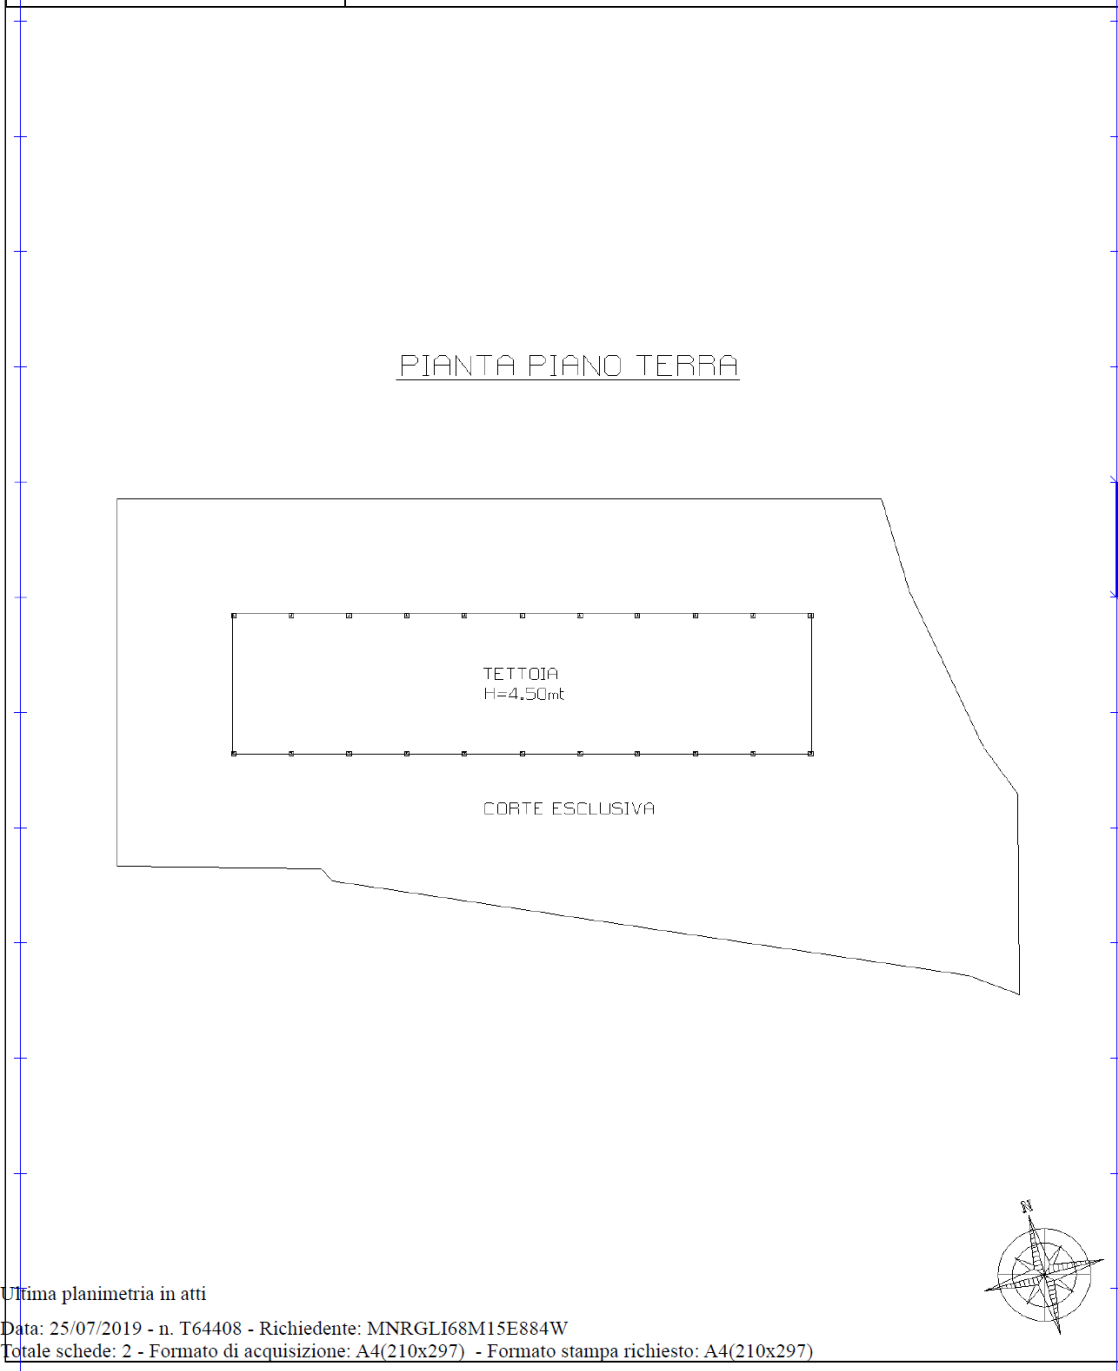 PIANTA PIANO TERRA
TETTOIA
H=4.50mt
CORTE ESCLUSIVA
N
Ultima planimetria in atti
Data: 25/07/2019 - n. T64408 - Richiedente: MNRGLI68M15E884W
Totale schede: 2 - Formato di acquisizione: A4(210x297) - Formato stampa richiesto: A4(210x297)